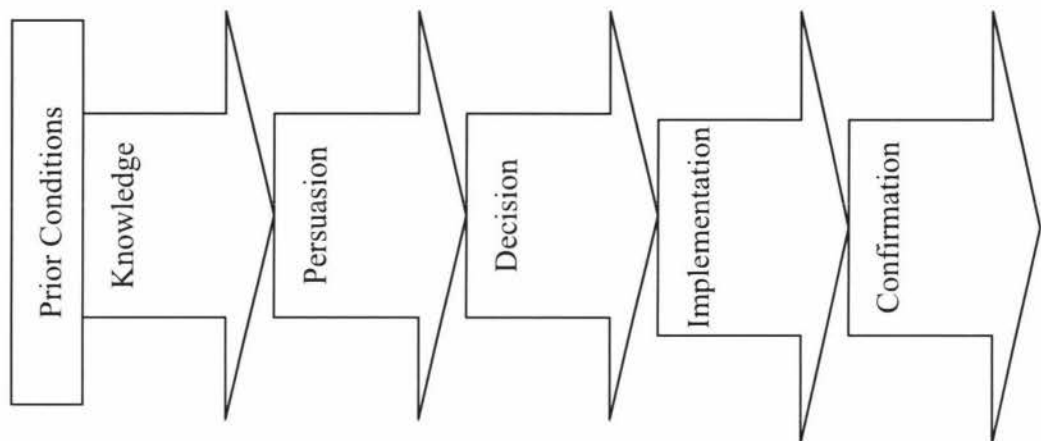 Prior Conditions
Knowledge
Persuasion
Decision
Implementation
Confirmation